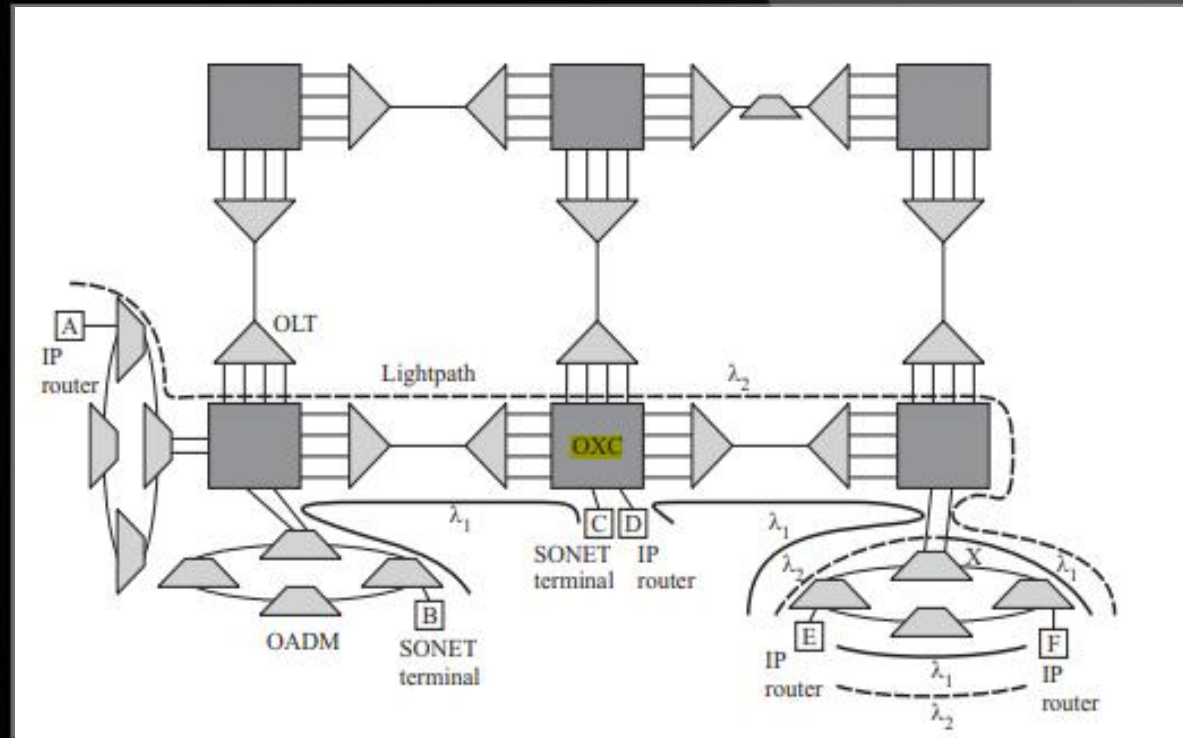 A
IP
router
OLT
Lightpath
λ2
OXC
λ1
C
D
SONET
terminal
IP
router
λ1
λ2
X
λ1
B
OADM
SONET
terminal
E
IP
router
F
IP
router
λ1
λ2